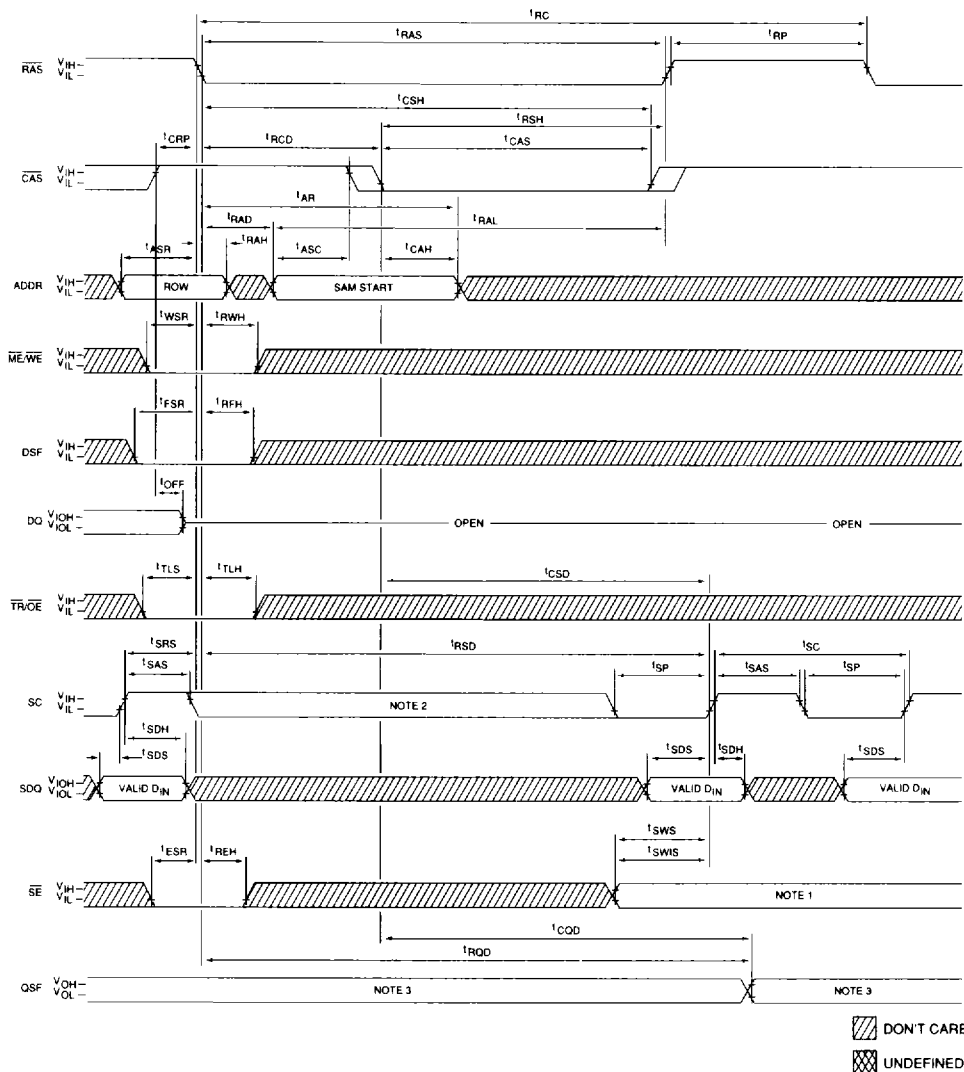 tRC
tRAS
tRP
RAS VIH VIL
tCSH
tRSH
tCRP tRCD tCAS
CAS VIH VIL
tAR
tRAD tRAL
tASR tRAH tASC tCAH
ADDR VIH VIL ROW SAM START
tWSR tRWH
ME/WE VIH VIL
tFSR tRFH
DSF VIH VIL
tOFF
DQ VIOH VIOL OPEN OPEN
tTLS tTLH tCSD
TR/OE VIH VIL
tSRS tRSD tSC
tSAS tSP tSAS tSP
SC VIH VIL NOTE 2
tSDH
tSDS tSDS tSDH tSDS
SDQ VIOH VIOL VALID DIN VALID DIN VALID DIN
tSWS
tESR tREH tSWIS
SE VIH VIL NOTE 1
tCQD
tRQD
QSF VOH VOL NOTE 3 NOTE 3
DON'T CARE
UNDEFINED